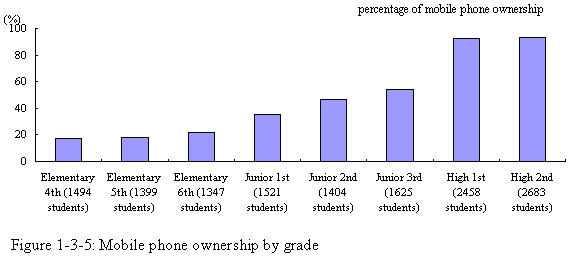 percentage of mobile phone ownership
(%)
100
80
60
40
20
0
Elementary 4th (1494 students)
Elementary 5th (1399 students)
Elementary 6th (1347 students)
Junior 1st (1521 students)
Junior 2nd (1404 students)
Junior 3rd (1625 students)
High 1st (2458 students)
High 2nd (2683 students)
Figure 1-3-5: Mobile phone ownership by grade